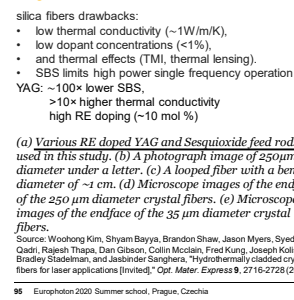 silica fibers drawbacks:
• low thermal conductivity (~1W/m/K),
• low dopant concentrations (<1%),
• and thermal effects (TMI, thermal lensing).
• SBS limits high power single frequency operation
YAG: ~100× lower SBS,
>10× higher thermal conductivity
high RE doping (~10 mol %)
(a) Various RE doped YAG and Sesquioxide feed rod
used in this study. (b) A photograph image of 250μm
diameter under a letter. (c) A looped fiber with a ben
diameter of ~1 cm. (d) Microscope images of the end
of the 250 μm diameter crystal fibers. (e) Microscope
images of the endface of the 35 μm diameter crystal
fibers.
Source: Woohong Kim, Shyam Bayya, Brandon Shaw, Jason Myers, Syed
Qadri, Rajesh Thapa, Dan Gibson, Collin Mcclain, Fred Kung, Joseph Koli
Bradley Stadelman, and Jasbinder Sanghera, "Hydrothermally cladded cry
fibers for laser applications [Invited]," Opt. Mater. Express 9, 2716-2728 (2
95 Europhoton 2020 Summer school, Prague, Czechia